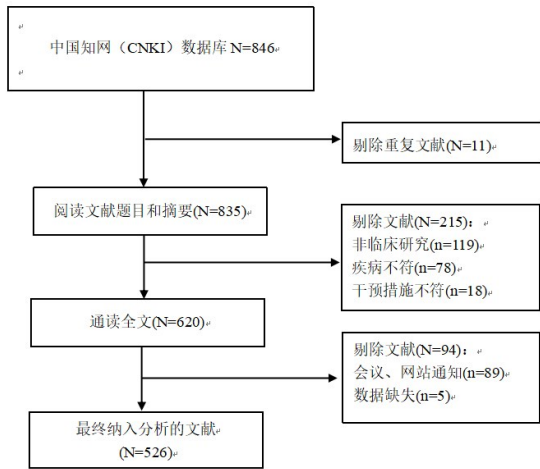 中国知网（CNKI）数据库 N=846
剔除重复文献(N=11)
阅读文献题目和摘要(N=835)
剔除文献(N=215)：
非临床研究(n=119)
疾病不符(n=78)
干预措施不符(n=18)
通读全文(N=620)
剔除文献(N=94)：
会议、网站通知(n=89)
数据缺失(n=5)
最终纳入分析的文献
(N=526)